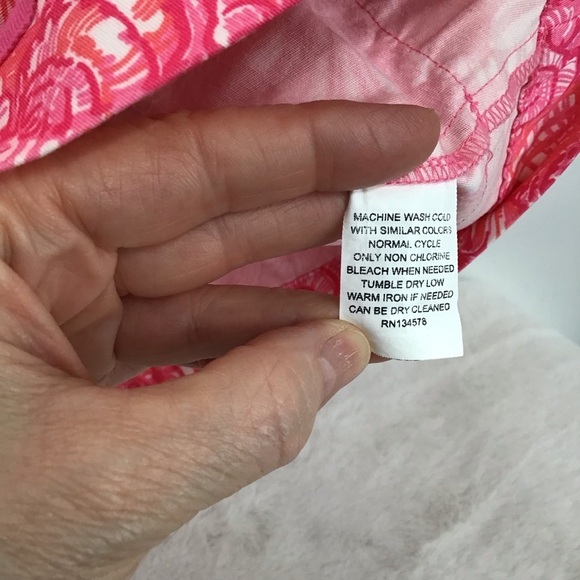 MACHINE WASH COLD
WITH SIMILAR COLORS
NORMAL CYCLE
ONLY NON CHLORINE
BLEACH WHEN NEEDED
TUMBLE DRY LOW
WARM IRON IF NEEDED
CAN BE DRY CLEANED
RN134578